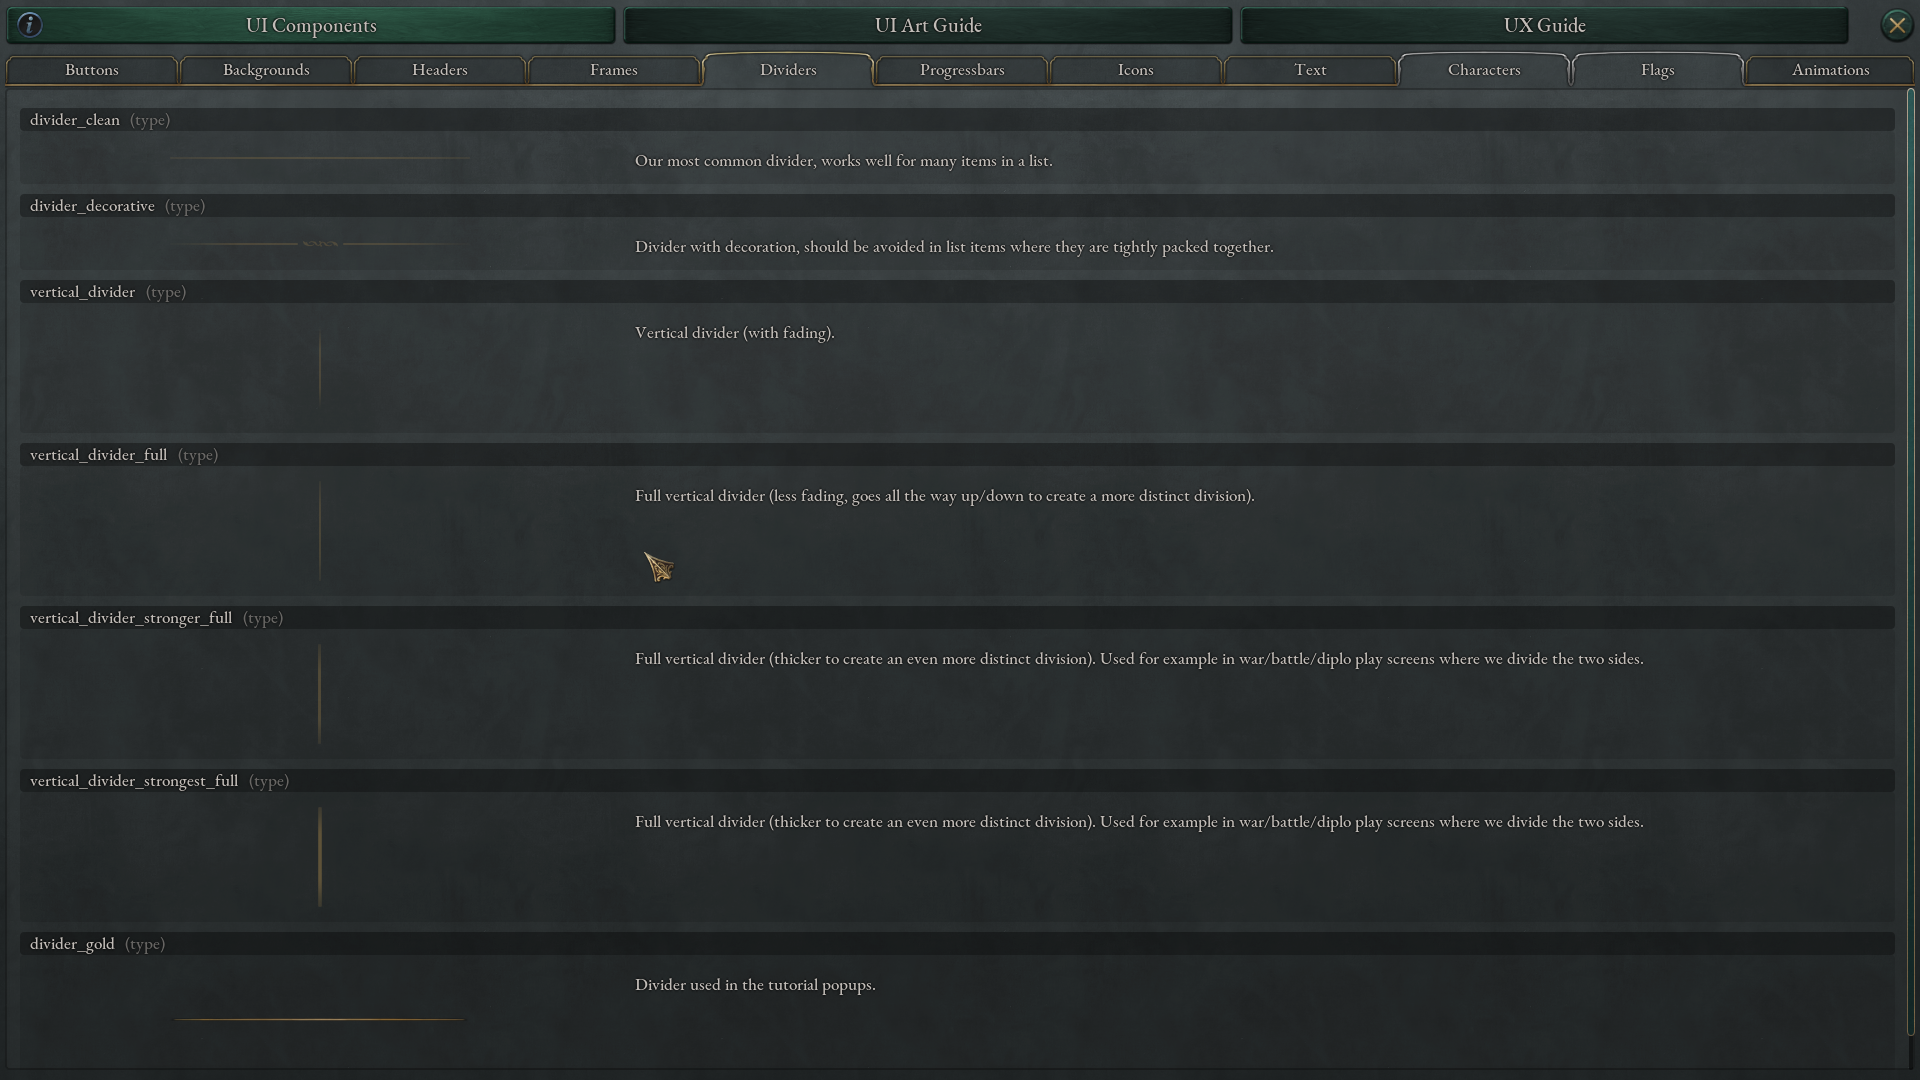 UI Components
UI Art Guide
UX Guide
Buttons
Backgrounds
Headers
Frames
Dividers
Progressbars
Icons
Text
Characters
Flags
Animations
divider_clean (type)
Our most common divider, works well for many items in a list.
divider_decorative (type)
Divider with decoration, should be avoided in list items where they are tightly packed together.
vertical_divider (type)
Vertical divider (with fading).
vertical_divider_full (type)
Full vertical divider (less fading, goes all the way up/down to create a more distinct division).
vertical_divider_stronger_full (type)
Full vertical divider (thicker to create an even more distinct division). Used for example in war/battle/diplo play screens where we divide the two sides.
vertical_divider_strongest_full (type)
Full vertical divider (thicker to create an even more distinct division). Used for example in war/battle/diplo play screens where we divide the two sides.
divider_gold (type)
Divider used in the tutorial popups.